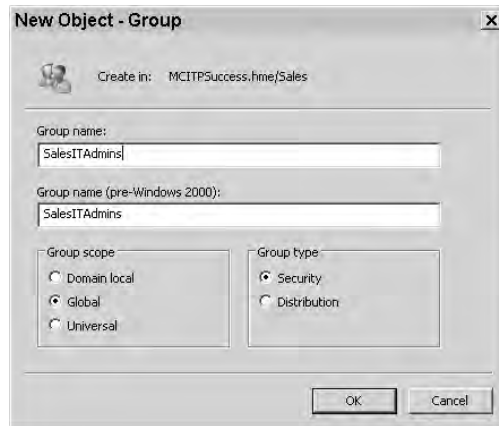 New Object - Group
Create in: MCITPSuccess.hme/Sales
Group name:
SalesITAdmins
Group name (pre-Windows 2000):
SalesITAdmins
Group scope
Domain local
Global
Universal
Group type
Security
Distribution
OK
Cancel